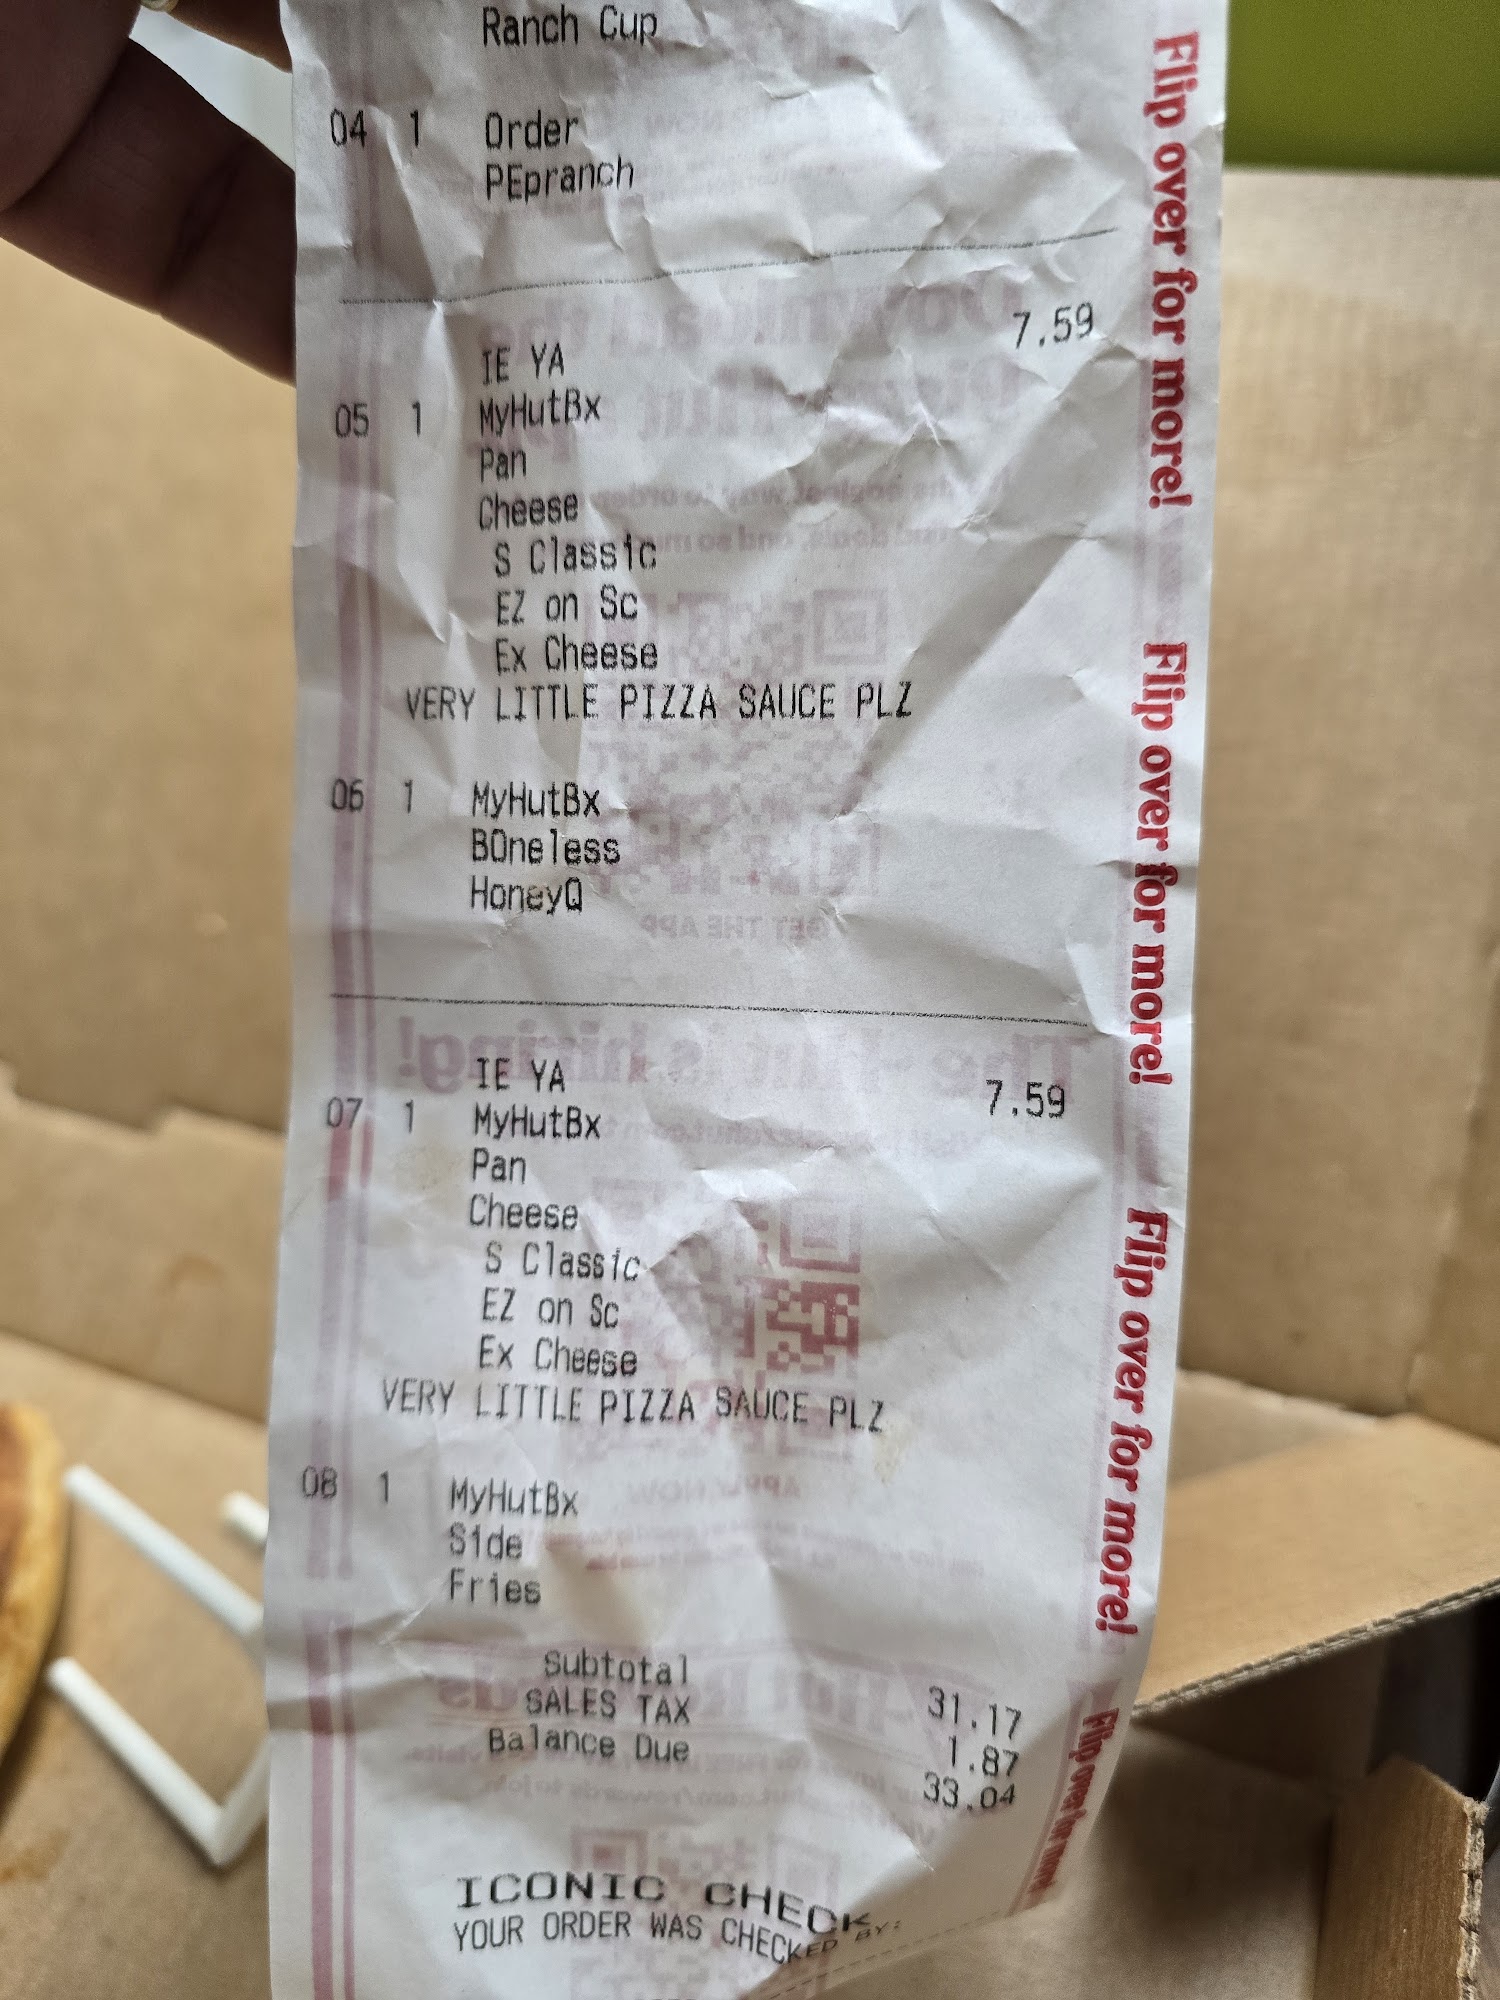 Ranch Cup
04 1 Order
PEpranch
7.59
IE YA
05 1 MyHutBx
Pan
Cheese
S Classic
EZ on Sc
Ex Cheese
VERY LITTLE PIZZA SAUCE PLZ
06 1 MyHutBx
BOneless
HoneyQ
IE YA 7.59
07 1 MyHutBx
Pan
Cheese
S Classic
EZ on Sc
Ex Cheese
VERY LITTLE PIZZA SAUCE PLZ
08 1 MyHutBx
Side
Fries
Subtotal 31.17
SALES TAX 1.87
Balance Due 33.04
ICONIC CHECK
YOUR ORDER WAS CHECKED BY:
Flip over for more!
Flip over for more!
Flip over for more!
Flip over for more!